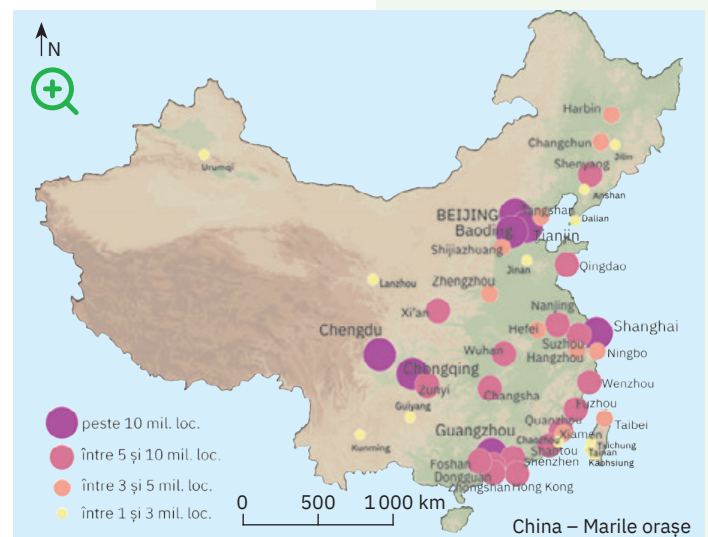 N
Harbin
Changchun
Jilin
Shenyang
Urumqi
Anshan
BEIJING
Tangshan
Dalian
Baoding
Tianjin
Shijiazhuang
Jinan
Qingdao
Lanzhou
Zhengzhou
Xi'an
Nanjing
Chengdu
Hefei
Shanghai
Suzhou
Wuhan
Hangzhou
Ningbo
Chongqing
Zunyi
Wenzhou
Changsha
Guiyang
Fuzhou
Quanzhou
Taibei
Guangzhou
Xiamen
Chaozhou
Taichung
Kunming
Shantou
Tainan
Foshan
Shenzhen
Kaohsiung
Dongguan
Zhongshan
Hong Kong
peste 10 mil. loc.
între 5 și 10 mil. loc.
între 3 și 5 mil. loc.
între 1 și 3 mil. loc.
0 500 1 000 km
China – Marile orașe